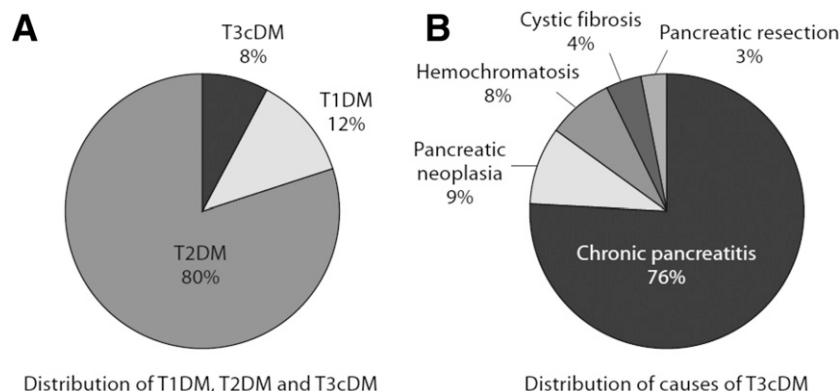 A
T3cDM
8%
T1DM
12%
T2DM
80%
Distribution of T1DM, T2DM and T3cDM
B
Cystic fibrosis
4%
Pancreatic resection
3%
Hemochromatosis
8%
Pancreatic
neoplasia
9%
Chronic pancreatitis
76%
Distribution of causes of T3cDM